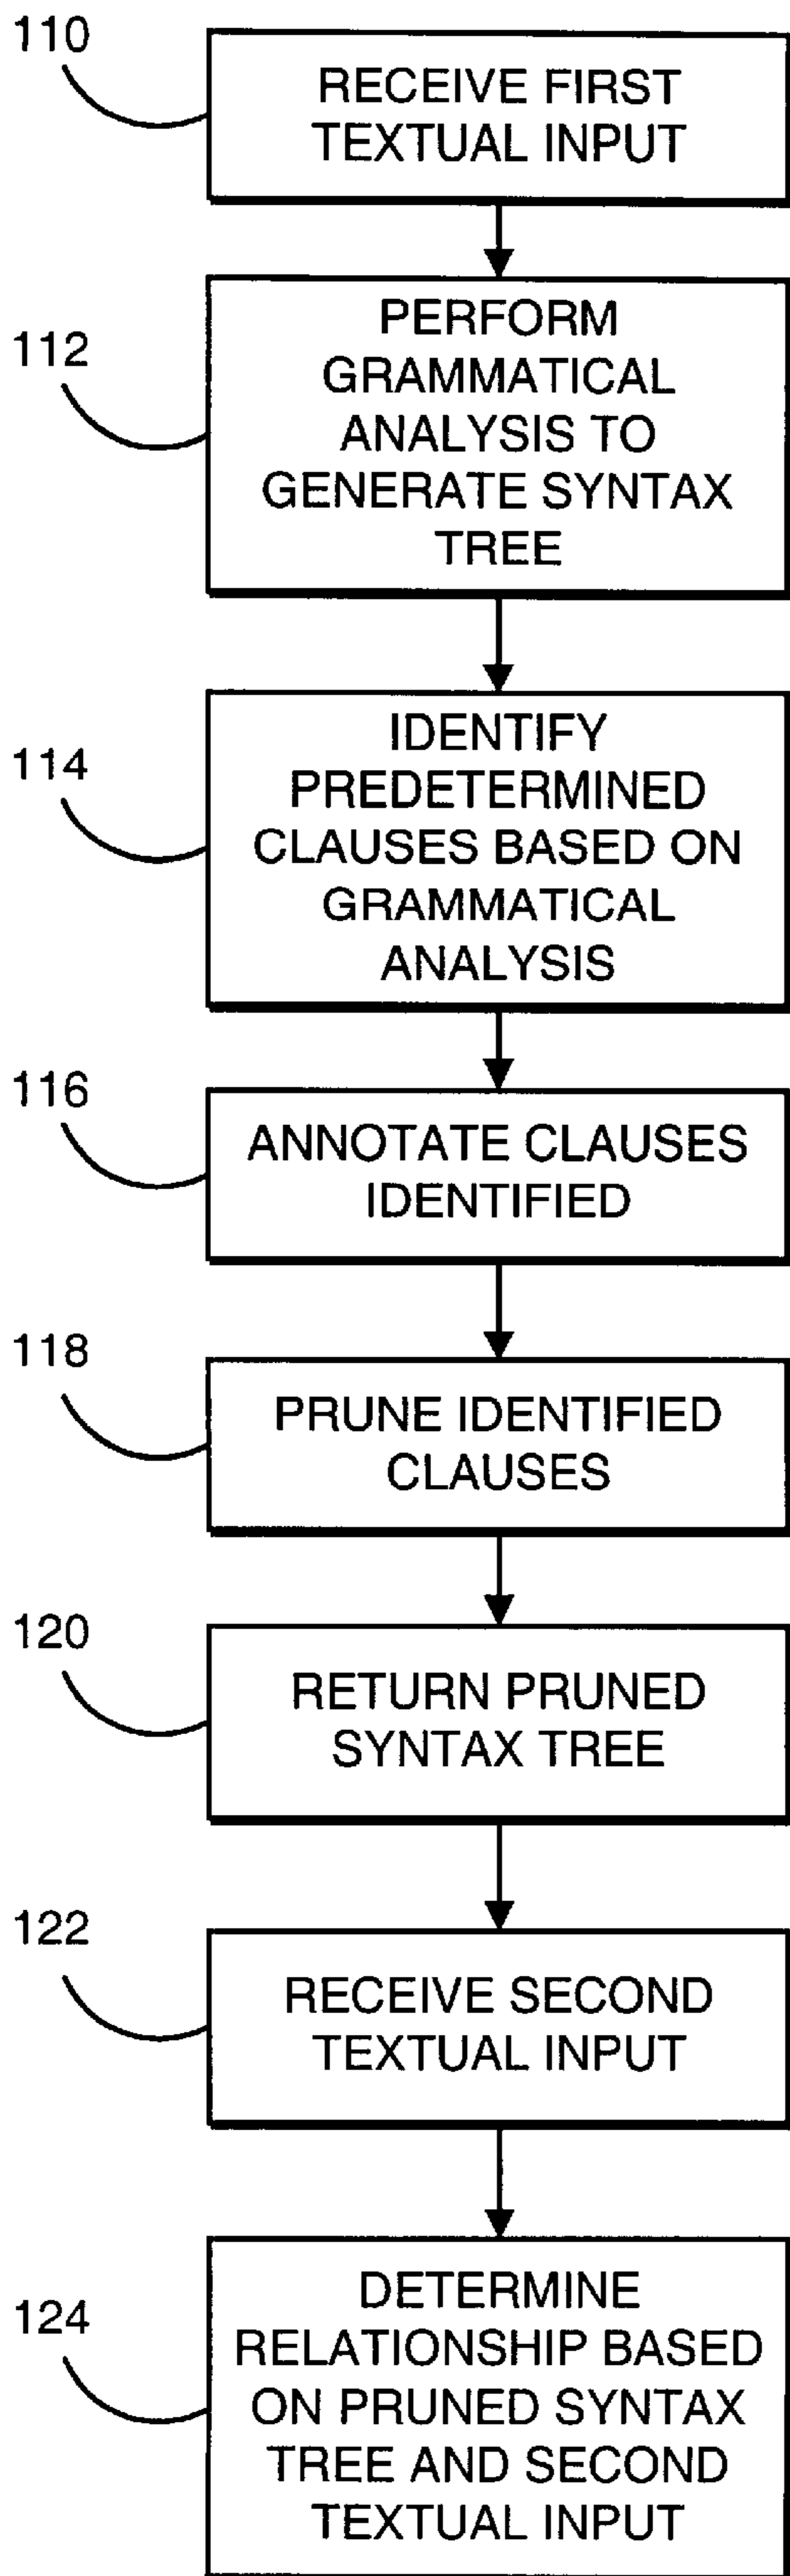 110
RECEIVE FIRST
TEXTUAL INPUT
112
PERFORM
GRAMMATICAL
ANALYSIS TO
GENERATE SYNTAX
TREE
114
IDENTIFY
PREDETERMINED
CLAUSES BASED ON
GRAMMATICAL
ANALYSIS
116
ANNOTATE CLAUSES
IDENTIFIED
118
PRUNE IDENTIFIED
CLAUSES
120
RETURN PRUNED
SYNTAX TREE
122
RECEIVE SECOND
TEXTUAL INPUT
124
DETERMINE
RELATIONSHIP BASED
ON PRUNED SYNTAX
TREE AND SECOND
TEXTUAL INPUT